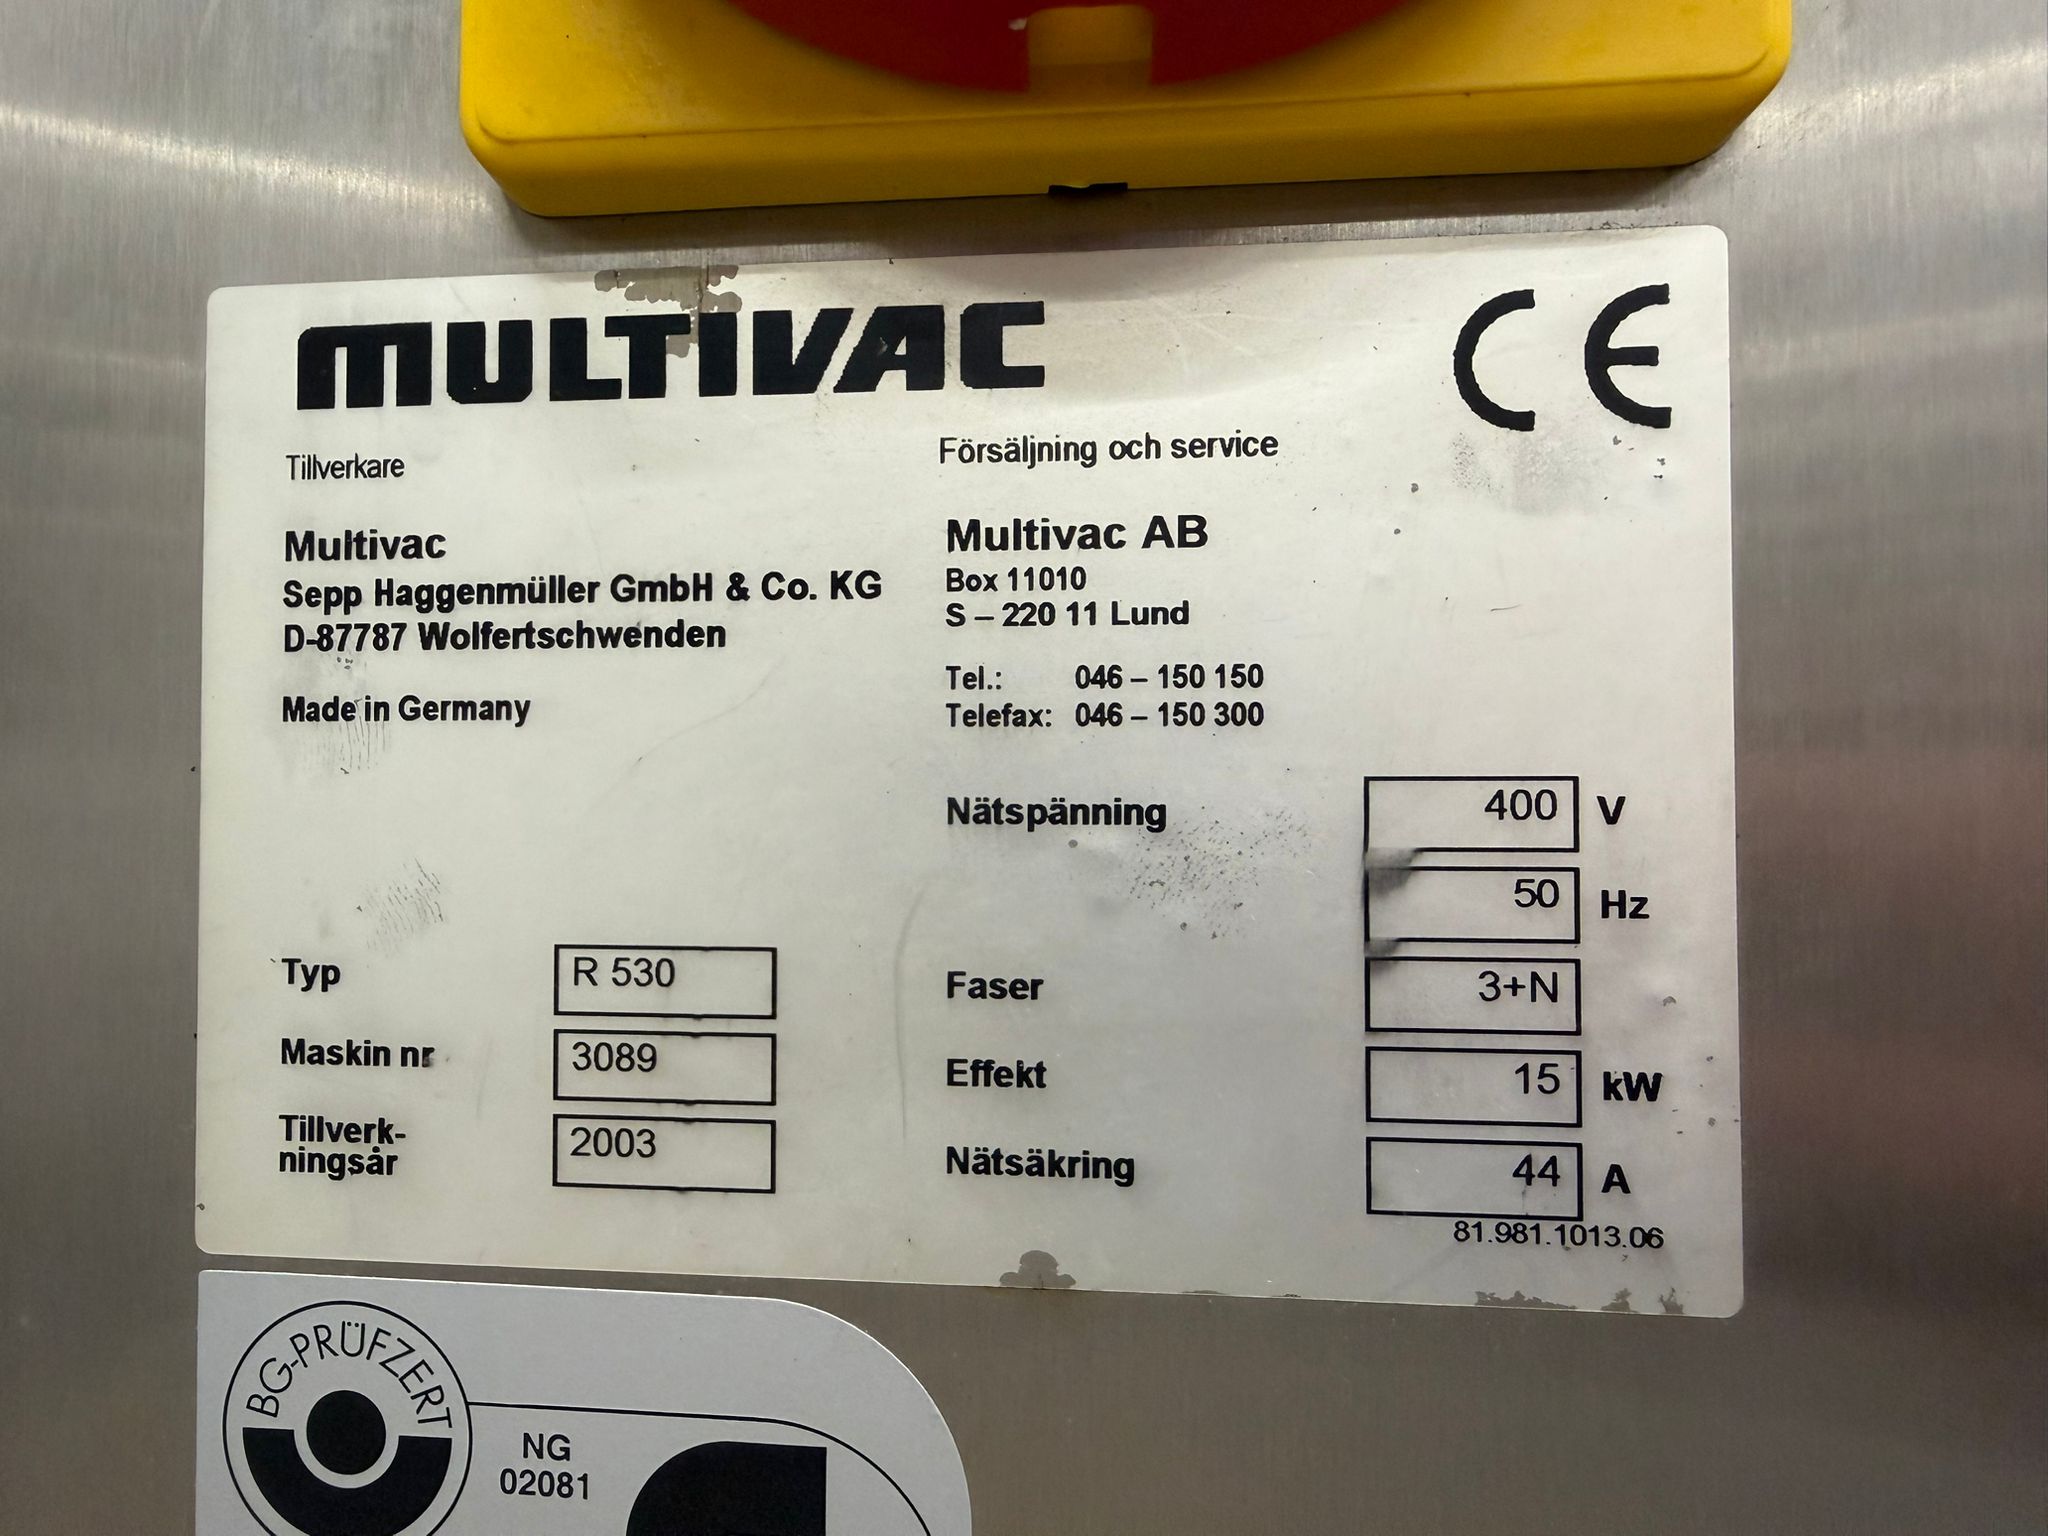 MULTIVAC
CE
Tillverkare
Multivac
Sepp Haggenmüller GmbH & Co. KG
D-87787 Wolfertschwenden
Made in Germany
Försäljning och service
Multivac AB
Box 11010
S – 220 11 Lund
Tel.: 046 – 150 150
Telefax: 046 – 150 300
Typ R 530
Maskin nr 3089
Tillverk-
ningsår 2003
Nätspänning 400 V
50 Hz
Faser 3+N
Effekt 15 kW
Nätsäkring 44 A
81.981.1013.06
BG-PRÜFZERT
NG
02081